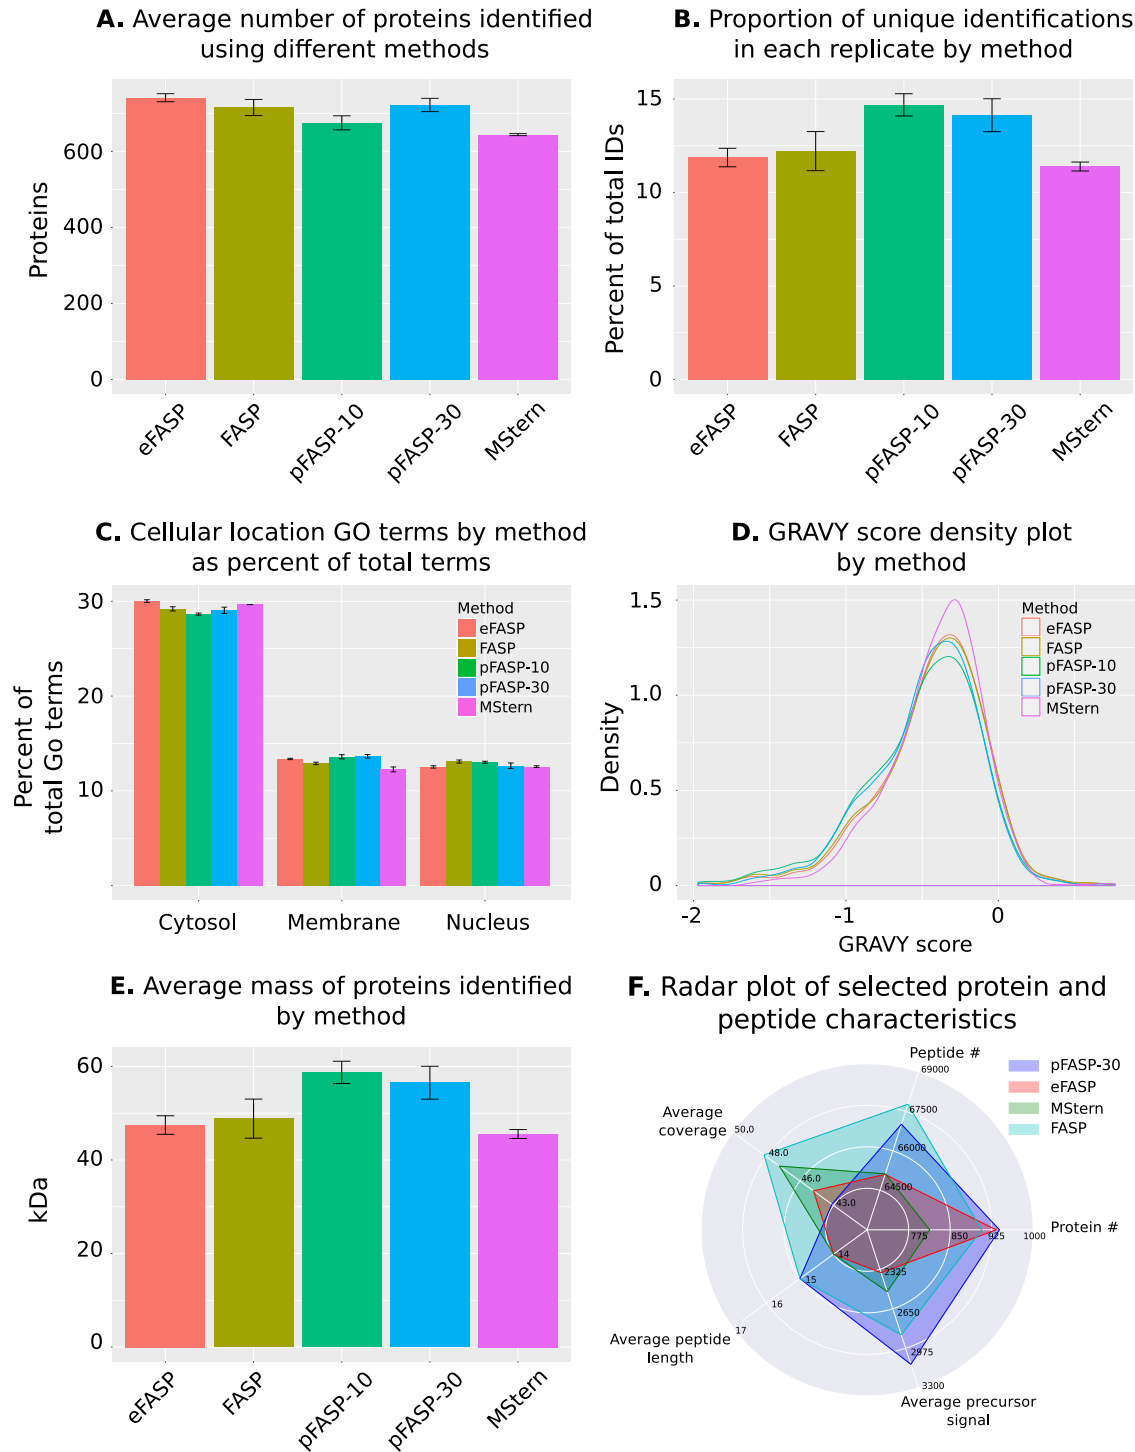 A. Average number of proteins identified
using different methods
Proteins
600
400
200
0
eFASP
FASP
pFASP-10
pFASP-30
MStern
B. Proportion of unique identifications
in each replicate by method
Percent of total IDs
15
10
5
0
eFASP
FASP
pFASP-10
pFASP-30
MStern
C. Cellular location GO terms by method
as percent of total terms
Percent of
total Go terms
30
20
10
0
Method
eFASP
FASP
pFASP-10
pFASP-30
MStern
Cytosol
Membrane
Nucleus
D. GRAVY score density plot
by method
Density
1.5
1.0
0.5
0
Method
eFASP
FASP
pFASP-10
pFASP-30
MStern
-2
-1
0
GRAVY score
E. Average mass of proteins identified
by method
kDa
60
40
20
0
eFASP
FASP
pFASP-10
pFASP-30
MStern
F. Radar plot of selected protein and
peptide characteristics
pFASP-30
eFASP
MStern
FASP
Peptide #
69000
67500
66000
64500
Average
coverage
50.0
48.0
46.0
43.0
Protein #
775
850
925
1000
14
15
16
17
Average peptide
length
2325
2650
2975
3300
Average precursor
signal